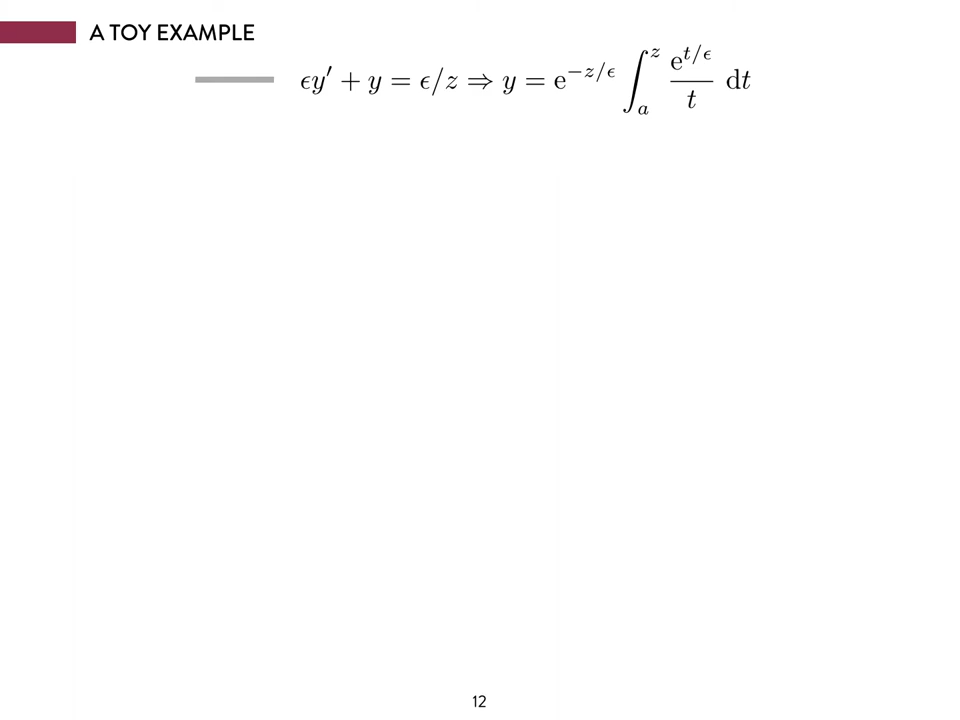 A TOY EXAMPLE
ϵy′ + y = ϵ/z ⇒ y = e^{−z/ϵ} ∫_a^z e^{t/ϵ}/t dt
12